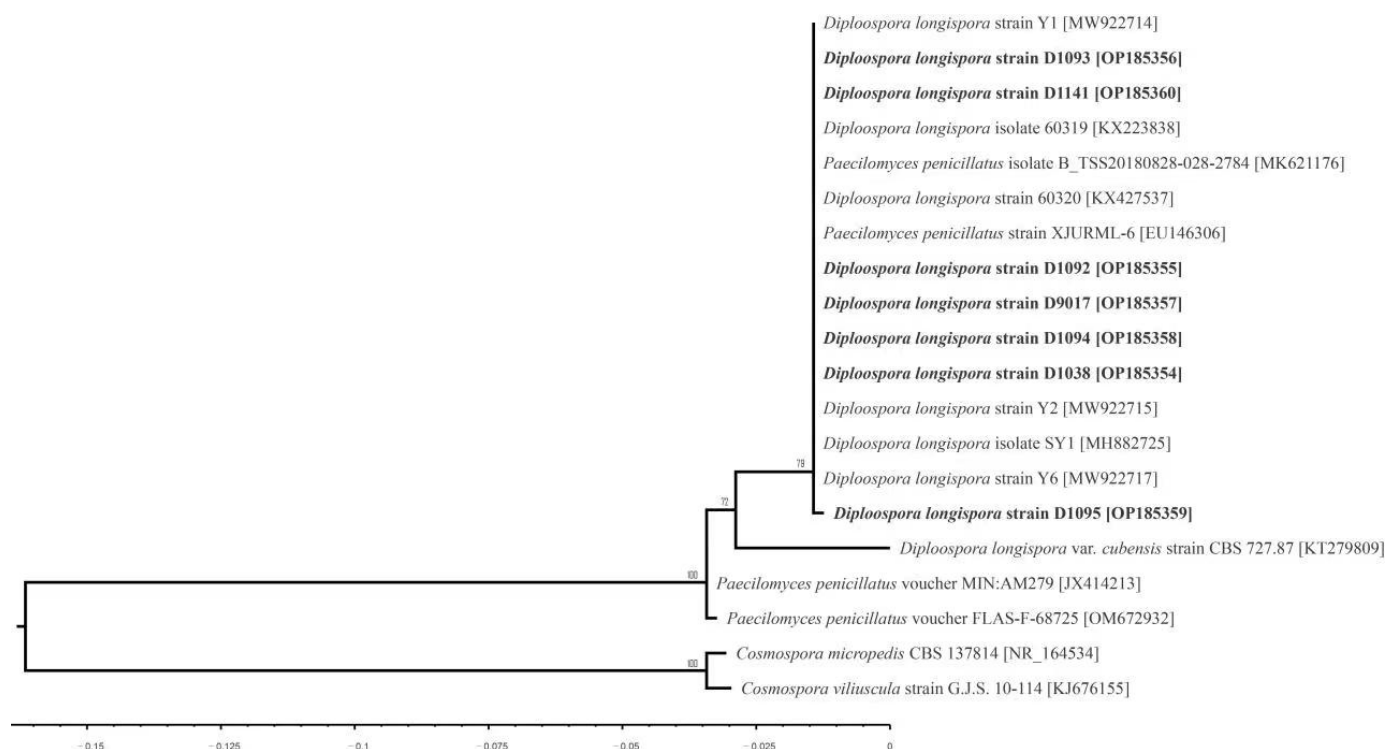 Diploospora longispora strain Y1 [MW922714]
Diploospora longispora strain D1093 [OP185356]
Diploospora longispora strain D1141 [OP185360]
Diploospora longispora isolate 60319 [KX223838]
Paecilomyces penicillatus isolate B_TSS20180828-028-2784 [MK621176]
Diploospora longispora strain 60320 [KX427537]
Paecilomyces penicillatus strain XJURML-6 [EU146306]
Diploospora longispora strain D1092 [OP185355]
Diploospora longispora strain D9017 [OP185357]
Diploospora longispora strain D1094 [OP185358]
Diploospora longispora strain D1038 [OP185354]
Diploospora longispora strain Y2 [MW922715]
Diploospora longispora isolate SY1 [MH882725]
79
Diploospora longispora strain Y6 [MW922717]
72
Diploospora longispora strain D1095 [OP185359]
Diploospora longispora var. cubensis strain CBS 727.87 [KT279809]
100
Paecilomyces penicillatus voucher MIN:AM279 [JX414213]
Paecilomyces penicillatus voucher FLAS-F-68725 [OM672932]
Cosmospora micropedis CBS 137814 [NR_164534]
100
Cosmospora viliuscula strain G.J.S. 10-114 [KJ676155]
-0.15 -0.125 -0.1 -0.075 -0.05 -0.025 0